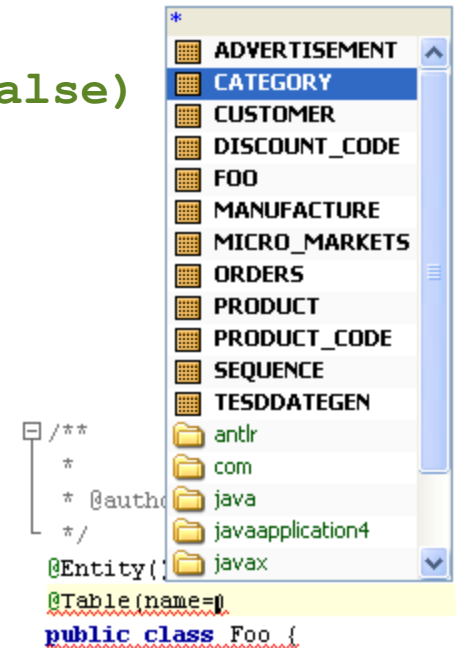 *
ADVERTISEMENT
alse)
CATEGORY
CUSTOMER
DISCOUNT_CODE
FOO
MANUFACTURE
MICRO_MARKETS
ORDERS
PRODUCT
PRODUCT_CODE
SEQUENCE
TESDDATEGEN
antlr
com
java
javaapplication4
javax
/**
*
* @autho
*/
@Entity()
@Table(name=
public class Foo {